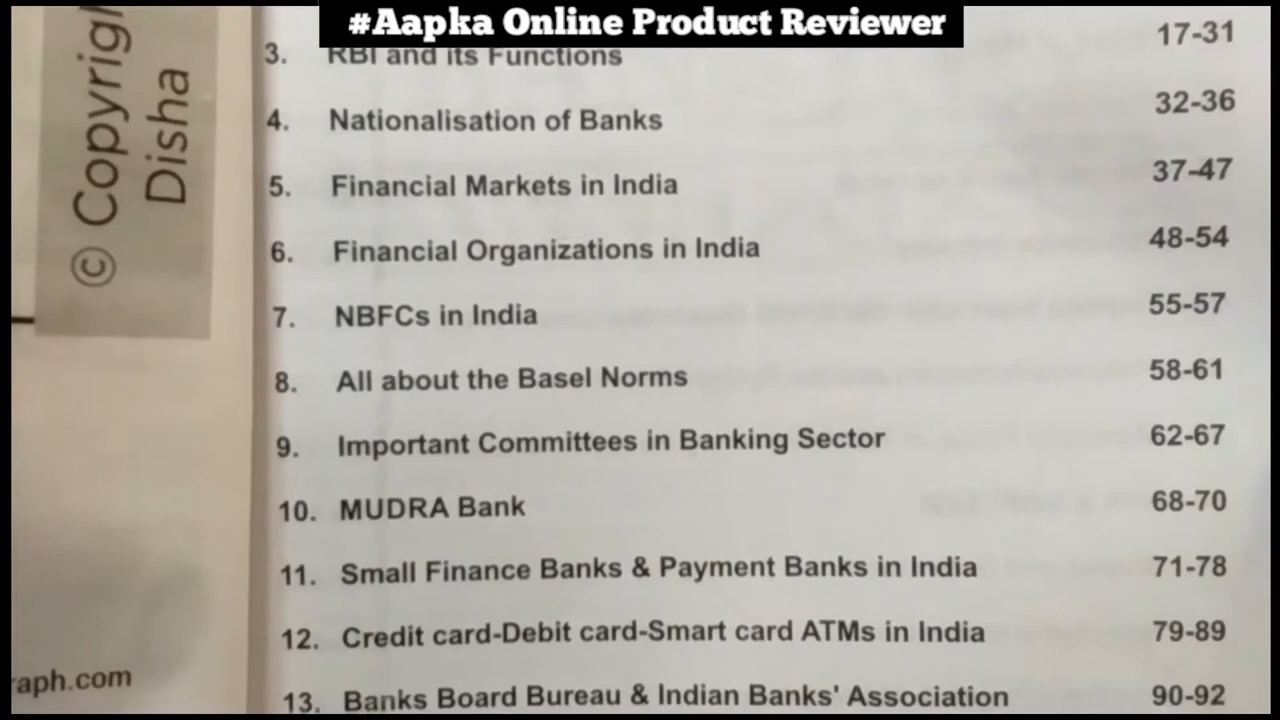 #Aapka Online Product Reviewer
© Copyrigh
Disha
raph.com
3. RBI and its Functions 17-31
4. Nationalisation of Banks 32-36
5. Financial Markets in India 37-47
6. Financial Organizations in India 48-54
7. NBFCs in India 55-57
8. All about the Basel Norms 58-61
9. Important Committees in Banking Sector 62-67
10. MUDRA Bank 68-70
11. Small Finance Banks & Payment Banks in India 71-78
12. Credit card-Debit card-Smart card ATMs in India 79-89
13. Banks Board Bureau & Indian Banks' Association 90-92